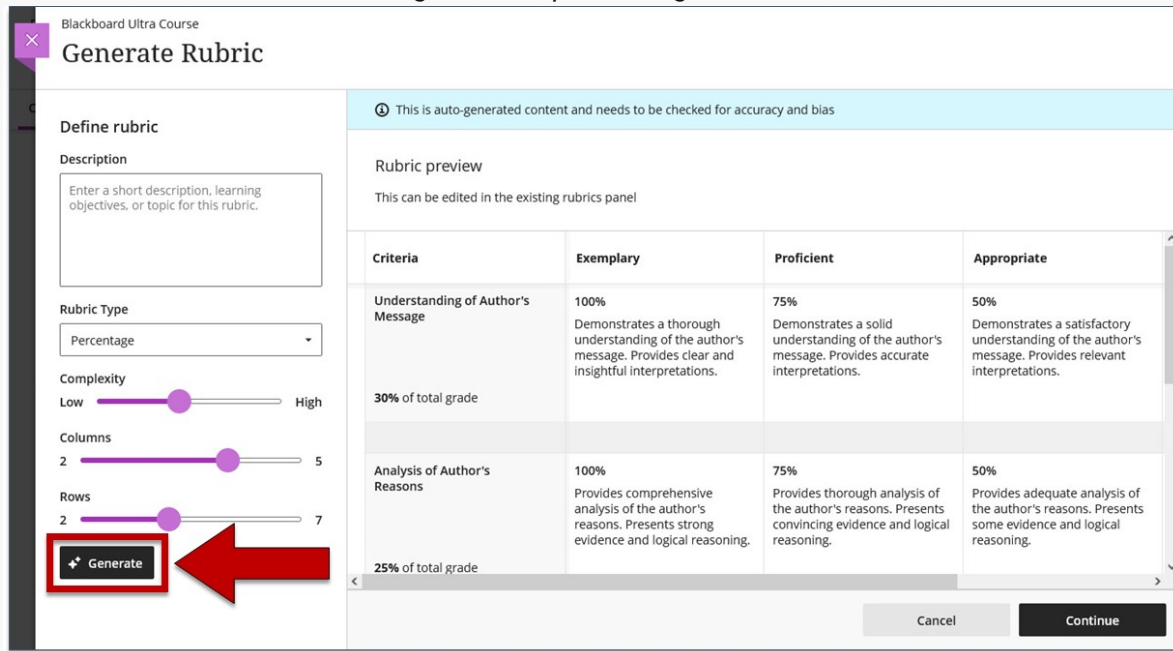 Blackboard Ultra Course
Generate Rubric
Define rubric
Description
Enter a short description, learning
objectives, or topic for this rubric.
Rubric Type
Percentage
Complexity
Low High
Columns
2 5
Rows
2 7
Generate
This is auto-generated content and needs to be checked for accuracy and bias
Rubric preview
This can be edited in the existing rubrics panel
Criteria Exemplary Proficient Appropriate
Understanding of Author's
Message
30% of total grade
100%
Demonstrates a thorough
understanding of the author's
message. Provides clear and
insightful interpretations.
75%
Demonstrates a solid
understanding of the author's
message. Provides accurate
interpretations.
50%
Demonstrates a satisfactory
understanding of the author's
message. Provides relevant
interpretations.
Analysis of Author's
Reasons
25% of total grade
100%
Provides comprehensive
analysis of the author's
reasons. Presents strong
evidence and logical reasoning.
75%
Provides thorough analysis of
the author's reasons. Presents
convincing evidence and logical
reasoning.
50%
Provides adequate analysis of
the author's reasons. Presents
some evidence and logical
reasoning.
Cancel Continue